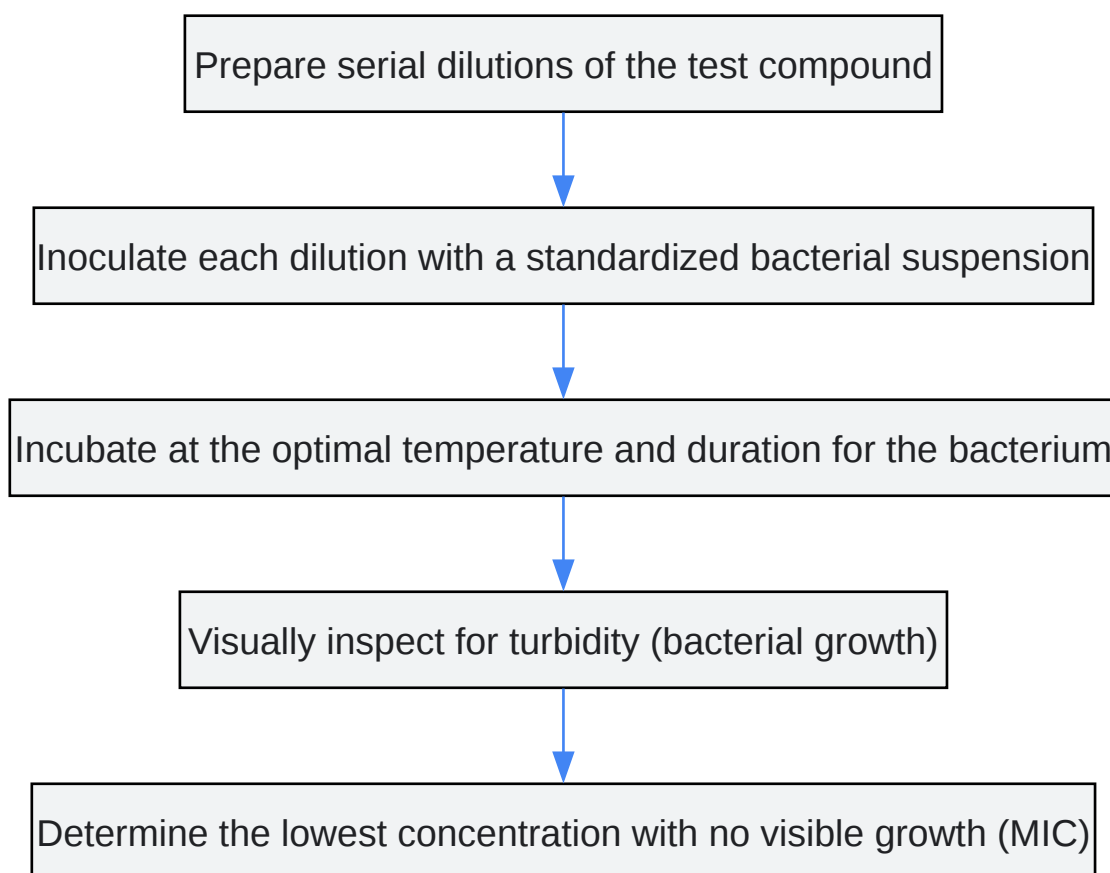 Prepare serial dilutions of the test compound
Inoculate each dilution with a standardized bacterial suspension
Incubate at the optimal temperature and duration for the bacterium
Visually inspect for turbidity (bacterial growth)
Determine the lowest concentration with no visible growth (MIC)